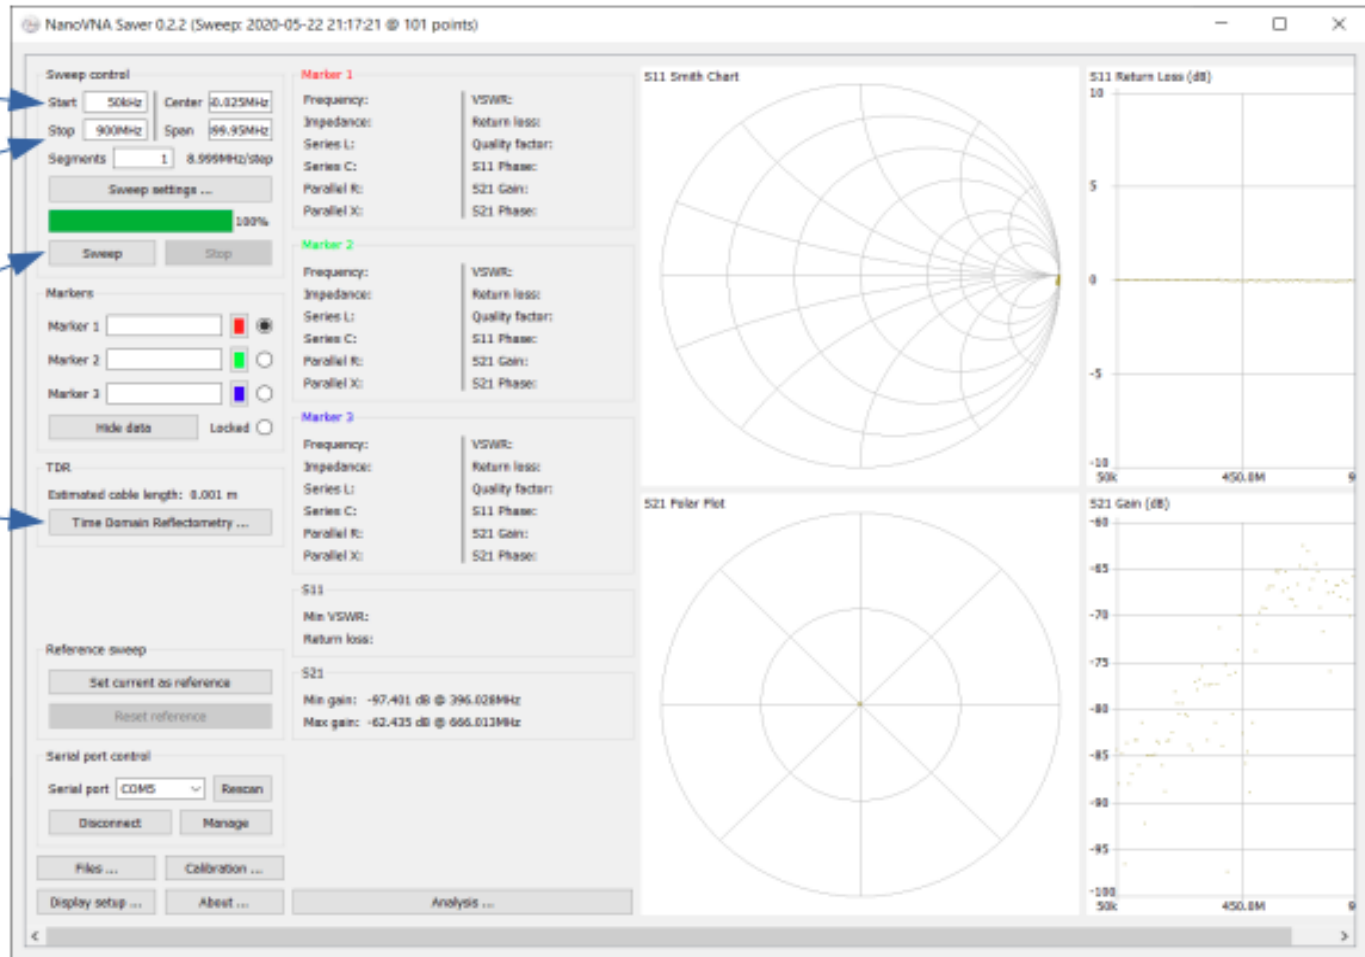 NanoVNA Saver 0.2.2 (Sweep: 2020-05-22 21:17:21 @ 101 points)
Sweep control
Start 50kHz Center 0.025MHz
Stop 900MHz Span 99.95MHz
Segments 1 8.999MHz/step
Sweep settings ...
100%
Sweep Stop
Markers
Marker 1
Marker 2
Marker 3
Hide data Locked
TDR
Estimated cable length: 0.001 m
Time Domain Reflectometry ...
Reference sweep
Set current as reference
Reset reference
Serial port control
Serial port COM5 Rescan
Disconnect Manage
Files ... Calibration ...
Display setup ... About ...
Marker 1
Frequency: VSWR:
Impedance: Return loss:
Series L: Quality factor:
Series C: S11 Phase:
Parallel R: S21 Gain:
Parallel X: S21 Phase:
Marker 2
Frequency: VSWR:
Impedance: Return loss:
Series L: Quality factor:
Series C: S11 Phase:
Parallel R: S21 Gain:
Parallel X: S21 Phase:
Marker 3
Frequency: VSWR:
Impedance: Return loss:
Series L: Quality factor:
Series C: S11 Phase:
Parallel R: S21 Gain:
Parallel X: S21 Phase:
S11
Min VSWR:
Return loss:
S21
Min gain: -97.401 dB @ 396.028MHz
Max gain: -62.435 dB @ 666.013MHz
Analysis ...
S11 Smith Chart
S11 Return Loss (dB)
10
5
0
-5
-10
50k 450.0M 9
S21 Polar Plot
S21 Gain (dB)
-60
-65
-70
-75
-80
-85
-90
-95
-100
50k 450.0M 9